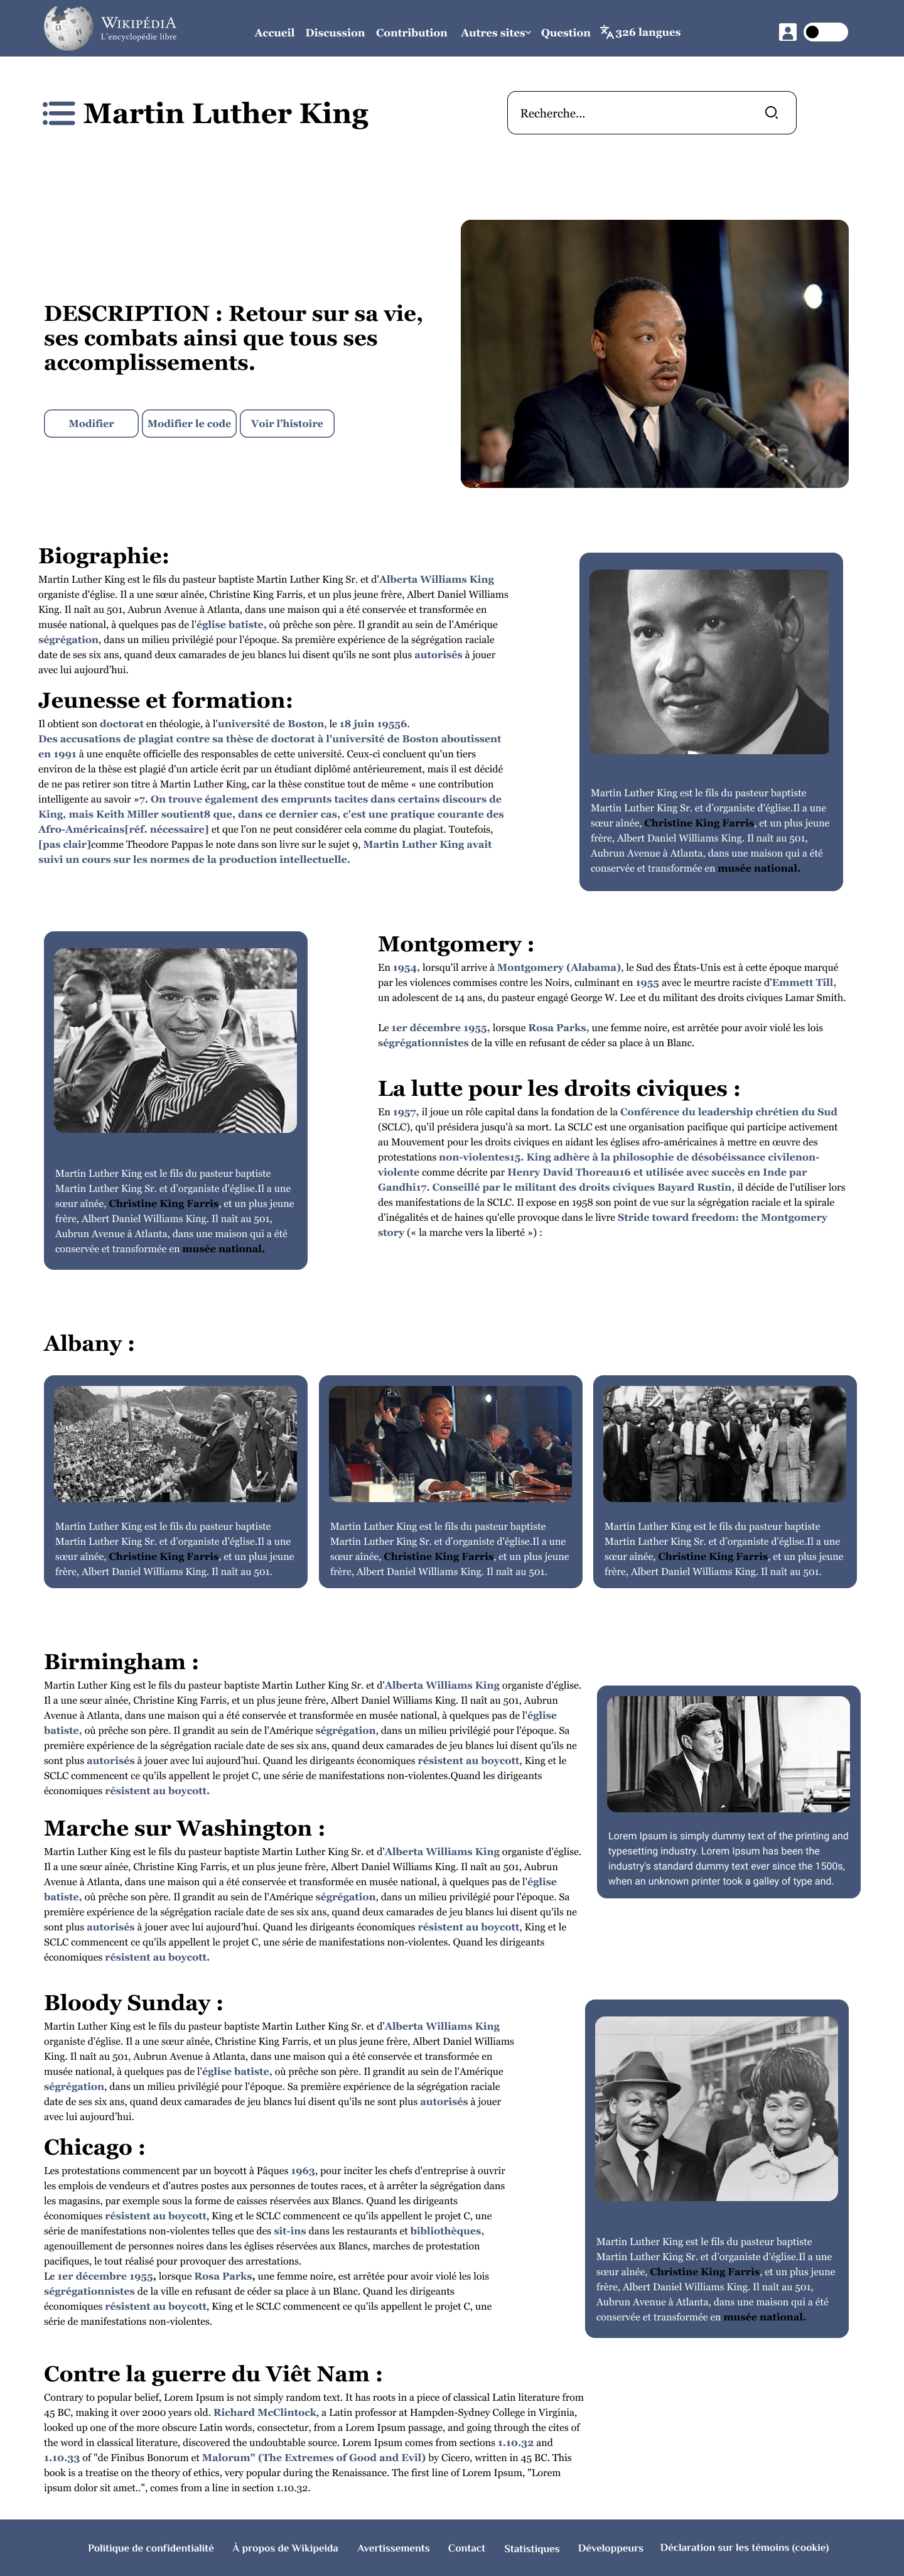 WIKIPÉDIA
L'encyclopédie libre
Accueil Discussion Contribution Autres sites Question 326 langues
Martin Luther King
Recherche...
DESCRIPTION : Retour sur sa vie,
ses combats ainsi que tous ses
accomplissements.
Modifier Modifier le code Voir l'histoire
Biographie:
Martin Luther King est le fils du pasteur baptiste Martin Luther King Sr. et d'Alberta Williams King
organiste d'église. Il a une sœur aînée, Christine King Farris, et un plus jeune frère, Albert Daniel Williams
King. Il naît au 501, Aubrun Avenue à Atlanta, dans une maison qui a été conservée et transformée en
musée national, à quelques pas de l'église batiste, où prêche son père. Il grandit au sein de l'Amérique
ségrégation, dans un milieu privilégié pour l'époque. Sa première expérience de la ségrégation raciale
date de ses six ans, quand deux camarades de jeu blancs lui disent qu'ils ne sont plus autorisés à jouer
avec lui aujourd'hui.
Jeunesse et formation:
Il obtient son doctorat en théologie, à l'université de Boston, le 18 juin 19556.
Des accusations de plagiat contre sa thèse de doctorat à l'université de Boston aboutissent
en 1991 à une enquête officielle des responsables de cette université. Ceux-ci concluent qu'un tiers
environ de la thèse est plagié d'un article écrit par un étudiant diplômé antérieurement, mais il est décidé
de ne pas retirer son titre à Martin Luther King, car la thèse constitue tout de même « une contribution
intelligente au savoir »7. On trouve également des emprunts tacites dans certains discours de
King, mais Keith Miller soutient8 que, dans ce dernier cas, c'est une pratique courante des
Afro-Américains[réf. nécessaire] et que l'on ne peut considérer cela comme du plagiat. Toutefois,
[pas clair]comme Theodore Pappas le note dans son livre sur le sujet 9, Martin Luther King avait
suivi un cours sur les normes de la production intellectuelle.
Martin Luther King est le fils du pasteur baptiste
Martin Luther King Sr. et d'organiste d'église.Il a une
sœur aînée, Christine King Farris, et un plus jeune
frère, Albert Daniel Williams King. Il naît au 501,
Aubrun Avenue à Atlanta, dans une maison qui a été
conservée et transformée en musée national.
Martin Luther King est le fils du pasteur baptiste
Martin Luther King Sr. et d'organiste d'église.Il a une
sœur aînée, Christine King Farris, et un plus jeune
frère, Albert Daniel Williams King. Il naît au 501,
Aubrun Avenue à Atlanta, dans une maison qui a été
conservée et transformée en musée national.
Montgomery :
En 1954, lorsqu'il arrive à Montgomery (Alabama), le Sud des États-Unis est à cette époque marqué
par les violences commises contre les Noirs, culminant en 1955 avec le meurtre raciste d'Emmett Till,
un adolescent de 14 ans, du pasteur engagé George W. Lee et du militant des droits civiques Lamar Smith.
Le 1er décembre 1955, lorsque Rosa Parks, une femme noire, est arrêtée pour avoir violé les lois
ségrégationnistes de la ville en refusant de céder sa place à un Blanc.
La lutte pour les droits civiques :
En 1957, il joue un rôle capital dans la fondation de la Conférence du leadership chrétien du Sud
(SCLC), qu'il présidera jusqu'à sa mort. La SCLC est une organisation pacifique qui participe activement
au Mouvement pour les droits civiques en aidant les églises afro-américaines à mettre en œuvre des
protestations non-violentes15. King adhère à la philosophie de désobéissance civilenon-
violente comme décrite par Henry David Thoreau16 et utilisée avec succès en Inde par
Gandhi17. Conseillé par le militant des droits civiques Bayard Rustin, il décide de l'utiliser lors
des manifestations de la SCLC. Il expose en 1958 son point de vue sur la ségrégation raciale et la spirale
d'inégalités et de haines qu'elle provoque dans le livre Stride toward freedom: the Montgomery
story (« la marche vers la liberté ») :
Albany :
Martin Luther King est le fils du pasteur baptiste
Martin Luther King Sr. et d'organiste d'église.Il a une
sœur aînée, Christine King Farris, et un plus jeune
frère, Albert Daniel Williams King. Il naît au 501.
Martin Luther King est le fils du pasteur baptiste
Martin Luther King Sr. et d'organiste d'église.Il a une
sœur aînée, Christine King Farris, et un plus jeune
frère, Albert Daniel Williams King. Il naît au 501.
Martin Luther King est le fils du pasteur baptiste
Martin Luther King Sr. et d'organiste d'église.Il a une
sœur aînée, Christine King Farris, et un plus jeune
frère, Albert Daniel Williams King. Il naît au 501.
Birmingham :
Martin Luther King est le fils du pasteur baptiste Martin Luther King Sr. et d'Alberta Williams King organiste d'église.
Il a une sœur aînée, Christine King Farris, et un plus jeune frère, Albert Daniel Williams King. Il naît au 501, Aubrun
Avenue à Atlanta, dans une maison qui a été conservée et transformée en musée national, à quelques pas de l'église
batiste, où prêche son père. Il grandit au sein de l'Amérique ségrégation, dans un milieu privilégié pour l'époque. Sa
première expérience de la ségrégation raciale date de ses six ans, quand deux camarades de jeu blancs lui disent qu'ils ne
sont plus autorisés à jouer avec lui aujourd'hui. Quand les dirigeants économiques résistent au boycott, King et le
SCLC commencent ce qu'ils appellent le projet C, une série de manifestations non-violentes.Quand les dirigeants
économiques résistent au boycott.
Marche sur Washington :
Martin Luther King est le fils du pasteur baptiste Martin Luther King Sr. et d'Alberta Williams King organiste d'église.
Il a une sœur aînée, Christine King Farris, et un plus jeune frère, Albert Daniel Williams King. Il naît au 501, Aubrun
Avenue à Atlanta, dans une maison qui a été conservée et transformée en musée national, à quelques pas de l'église
batiste, où prêche son père. Il grandit au sein de l'Amérique ségrégation, dans un milieu privilégié pour l'époque. Sa
première expérience de la ségrégation raciale date de ses six ans, quand deux camarades de jeu blancs lui disent qu'ils ne
sont plus autorisés à jouer avec lui aujourd'hui. Quand les dirigeants économiques résistent au boycott, King et le
SCLC commencent ce qu'ils appellent le projet C, une série de manifestations non-violentes. Quand les dirigeants
économiques résistent au boycott.
Lorem Ipsum is simply dummy text of the printing and
typesetting industry. Lorem Ipsum has been the
industry's standard dummy text ever since the 1500s,
when an unknown printer took a galley of type and.
Bloody Sunday :
Martin Luther King est le fils du pasteur baptiste Martin Luther King Sr. et d'Alberta Williams King
organiste d'église. Il a une sœur aînée, Christine King Farris, et un plus jeune frère, Albert Daniel Williams
King. Il naît au 501, Aubrun Avenue à Atlanta, dans une maison qui a été conservée et transformée en
musée national, à quelques pas de l'église batiste, où prêche son père. Il grandit au sein de l'Amérique
ségrégation, dans un milieu privilégié pour l'époque. Sa première expérience de la ségrégation raciale
date de ses six ans, quand deux camarades de jeu blancs lui disent qu'ils ne sont plus autorisés à jouer
avec lui aujourd'hui.
Chicago :
Les protestations commencent par un boycott à Pâques 1963, pour inciter les chefs d'entreprise à ouvrir
les emplois de vendeurs et d'autres postes aux personnes de toutes races, et à arrêter la ségrégation dans
les magasins, par exemple sous la forme de caisses réservées aux Blancs. Quand les dirigeants
économiques résistent au boycott, King et le SCLC commencent ce qu'ils appellent le projet C, une
série de manifestations non-violentes telles que des sit-ins dans les restaurants et bibliothèques,
agenouillement de personnes noires dans les églises réservées aux Blancs, marches de protestation
pacifiques, le tout réalisé pour provoquer des arrestations.
Le 1er décembre 1955, lorsque Rosa Parks, une femme noire, est arrêtée pour avoir violé les lois
ségrégationnistes de la ville en refusant de céder sa place à un Blanc. Quand les dirigeants
économiques résistent au boycott, King et le SCLC commencent ce qu'ils appellent le projet C, une
série de manifestations non-violentes.
Martin Luther King est le fils du pasteur baptiste
Martin Luther King Sr. et d'organiste d'église.Il a une
sœur aînée, Christine King Farris, et un plus jeune
frère, Albert Daniel Williams King. Il naît au 501,
Aubrun Avenue à Atlanta, dans une maison qui a été
conservée et transformée en musée national.
Contre la guerre du Viêt Nam :
Contrary to popular belief, Lorem Ipsum is not simply random text. It has roots in a piece of classical Latin literature from
45 BC, making it over 2000 years old. Richard McClintock, a Latin professor at Hampden-Sydney College in Virginia,
looked up one of the more obscure Latin words, consectetur, from a Lorem Ipsum passage, and going through the cites of
the word in classical literature, discovered the undoubtable source. Lorem Ipsum comes from sections 1.10.32 and
1.10.33 of "de Finibus Bonorum et Malorum" (The Extremes of Good and Evil) by Cicero, written in 45 BC. This
book is a treatise on the theory of ethics, very popular during the Renaissance. The first line of Lorem Ipsum, "Lorem
ipsum dolor sit amet..", comes from a line in section 1.10.32.
Politique de confidentialité À propos de Wikipeida Avertissements Contact Statistiques Développeurs Déclaration sur les témoins (cookie)